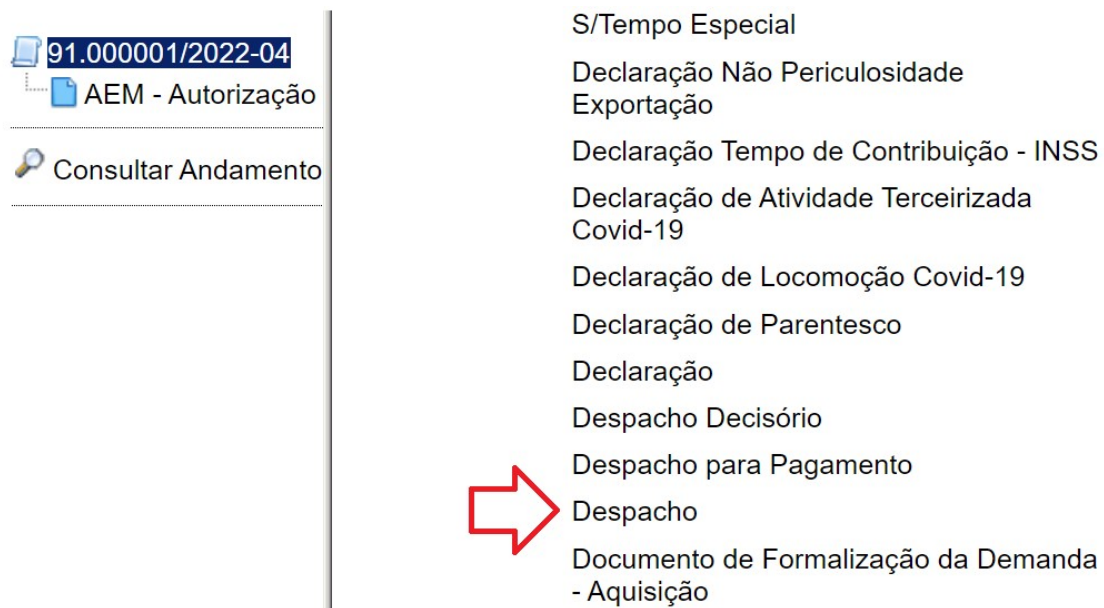 91.000001/2022-04
AEM - Autorização
Consultar Andamento
S/Tempo Especial
Declaração Não Periculosidade
Exportação
Declaração Tempo de Contribuição - INSS
Declaração de Atividade Terceirizada
Covid-19
Declaração de Locomoção Covid-19
Declaração de Parentesco
Declaração
Despacho Decisório
Despacho para Pagamento
Despacho
Documento de Formalização da Demanda
- Aquisição